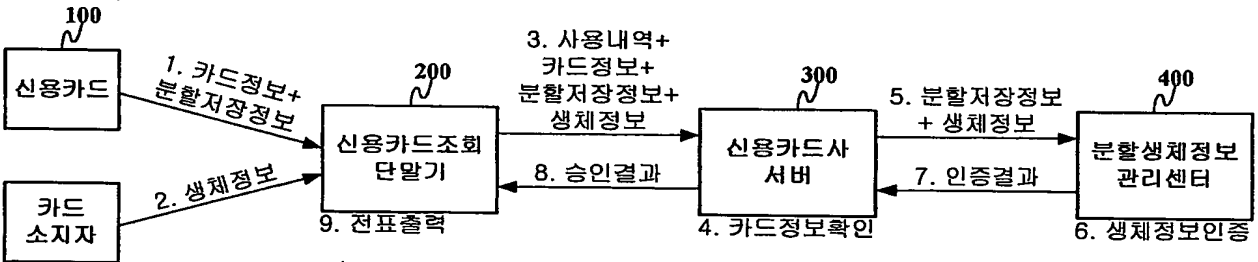 100
신용카드
카드
소지자
1. 카드정보+
분할저장정보
2. 생체정보
200
신용카드조회
단말기
9. 전표출력
3. 사용내역+
카드정보+
분할저장정보+
생체정보
8. 승인결과
300
신용카드사
서버
4. 카드정보확인
5. 분할저장정보
+ 생체정보
7. 인증결과
400
분할생체정보
관리센터
6. 생체정보인증